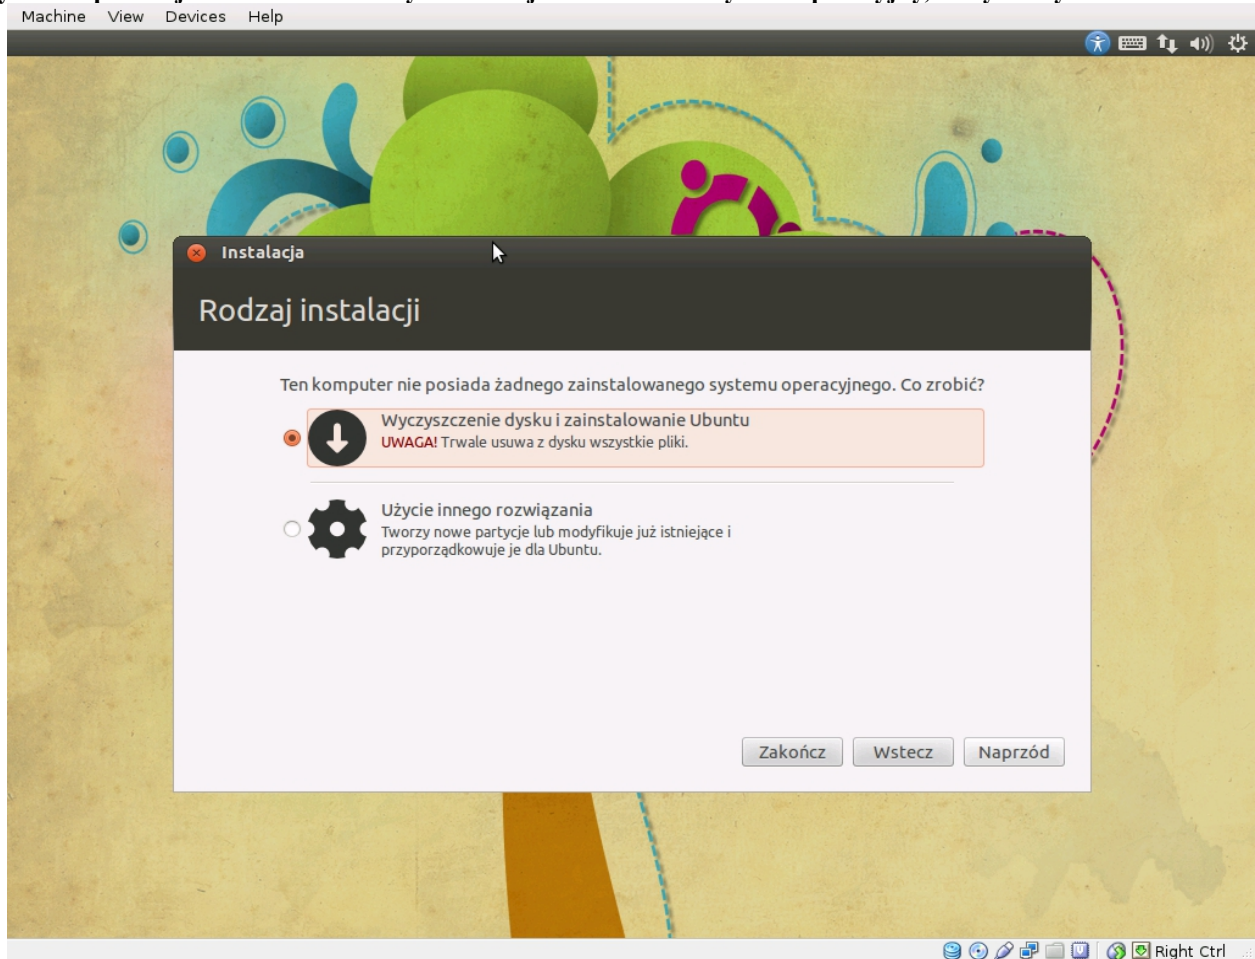 Machine View Devices Help
Instalacja
Rodzaj instalacji
Ten komputer nie posiada żadnego zainstalowanego systemu operacyjnego. Co zrobić?
Wyczyszczenie dysku i zainstalowanie Ubuntu
UWAGA! Trwale usuwa z dysku wszystkie pliki.
Użycie innego rozwiązania
Tworzy nowe partycje lub modyfikuje już istniejące i
przyporządkowuje je dla Ubuntu.
Zakończ Wstecz Naprzód
Right Ctrl